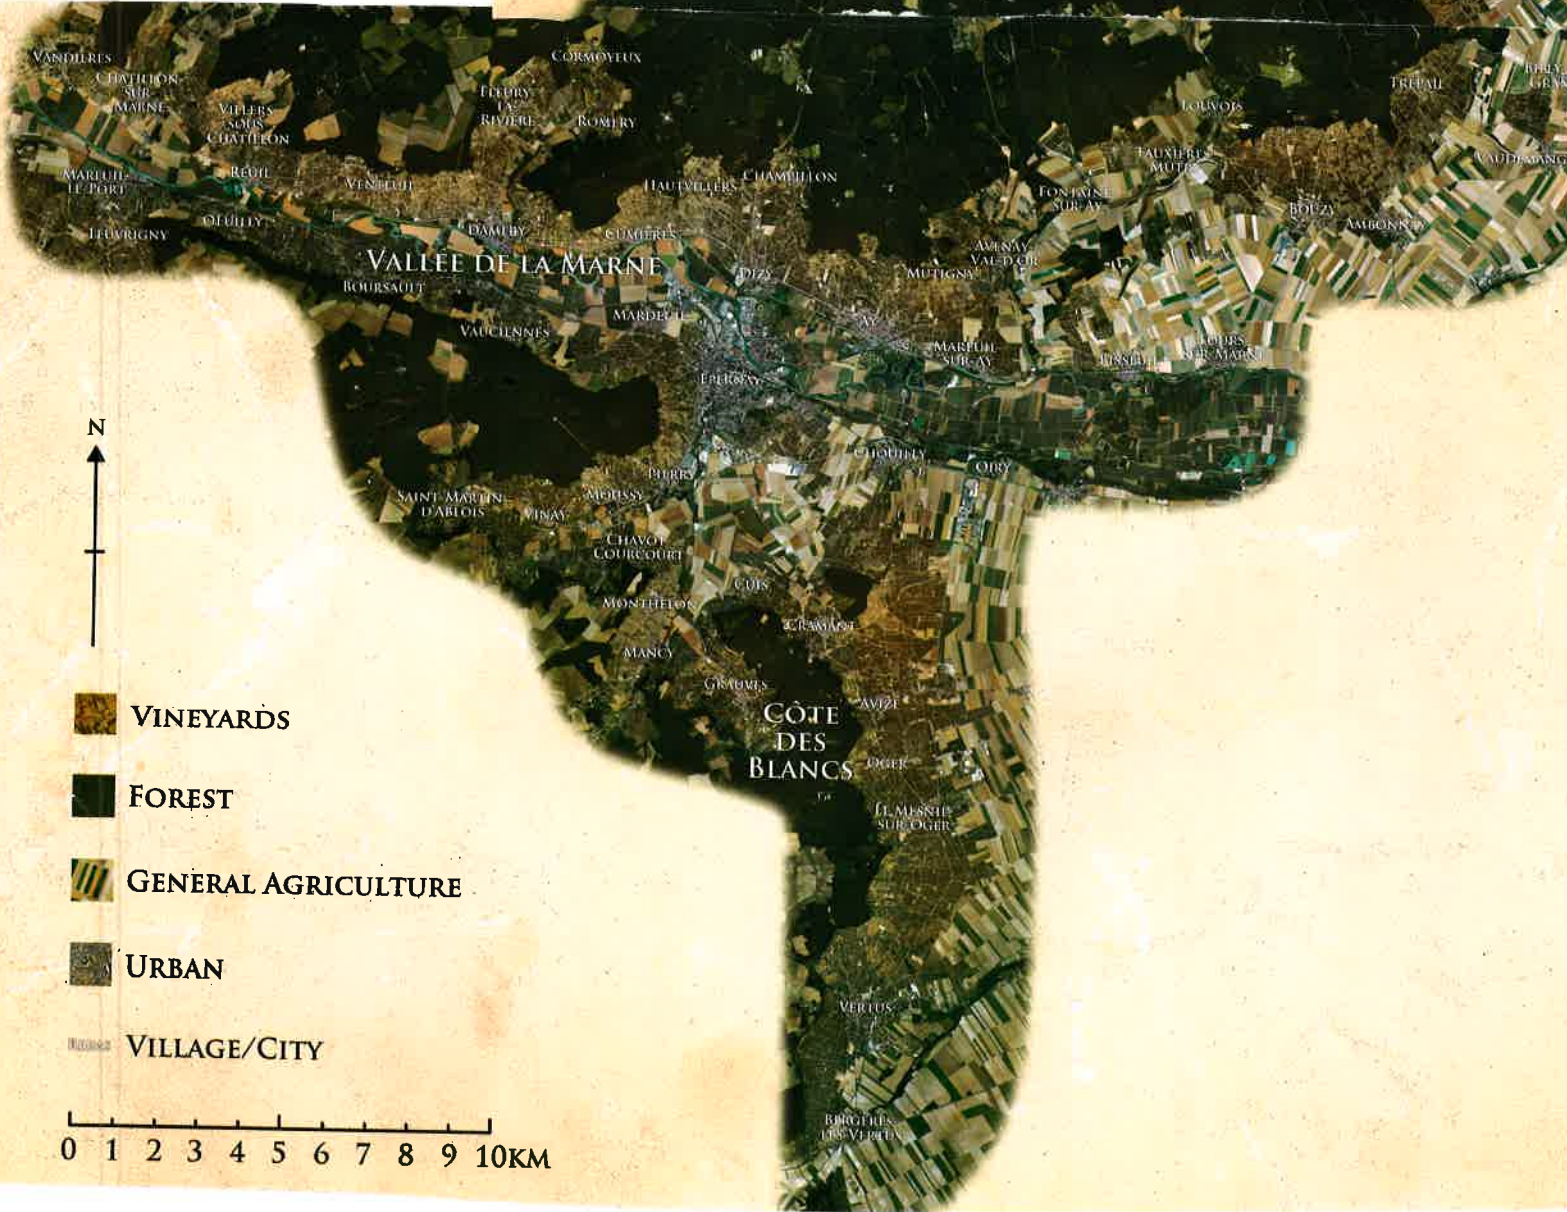 VANDIÈRES
CORMOYEUX
CHATILLON
SUR
MARNE
FLEURY
LA
RIVIÈRE
TREPAIL
LOUVOIS
VILLERS
SOUS
CHATILLON
ROMERY
TAUXIÈRES
MUTRY
MAREUIL
LE-PORT
REUIL
VENTEUIL
HAUTVILLERS
CHAMPILLON
FONTAINE
SUR-AY
BOUZY
AMBONNAY
OEUILLY
DAMERY
CUMIÈRES
LEUVRIGNY
AVENAY
VAL-D'OR
VALLÉE DE LA MARNE
DIZY
MUTIGNY
BOURSAULT
MARDEUIL
AY
VAUCIENNES
MAREUIL
SUR-AY
TOURS
SUR-MARNE
EPERNAY
N
CHOUILLY
OIRY
PIERRY
SAINT-MARTIN
D'ABLOIS
MOUSSY
VINAY
CHAVOT
COURCOURT
CUIS
MONTHELON
CRAMANT
MANCY
GRAUVES
AVIZE
CÔTE
DES
BLANCS
OGER
LE MESNIL
SUR-OGER
VINEYARDS
FOREST
GENERAL AGRICULTURE
URBAN
VERTUS
VILLAGE/CITY
BERGÈRES
LES-VERTUS
0 1 2 3 4 5 6 7 8 9 10KM